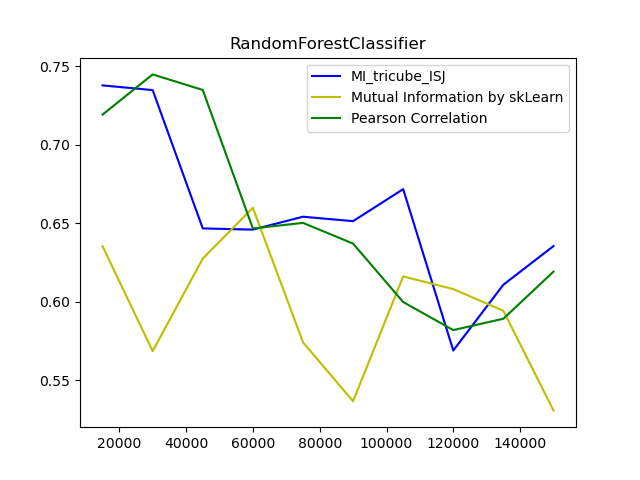 RandomForestClassifier
MI_tricube_ISJ
Mutual Information by skLearn
Pearson Correlation
0.75
0.70
0.65
0.60
0.55
20000 40000 60000 80000 100000 120000 140000